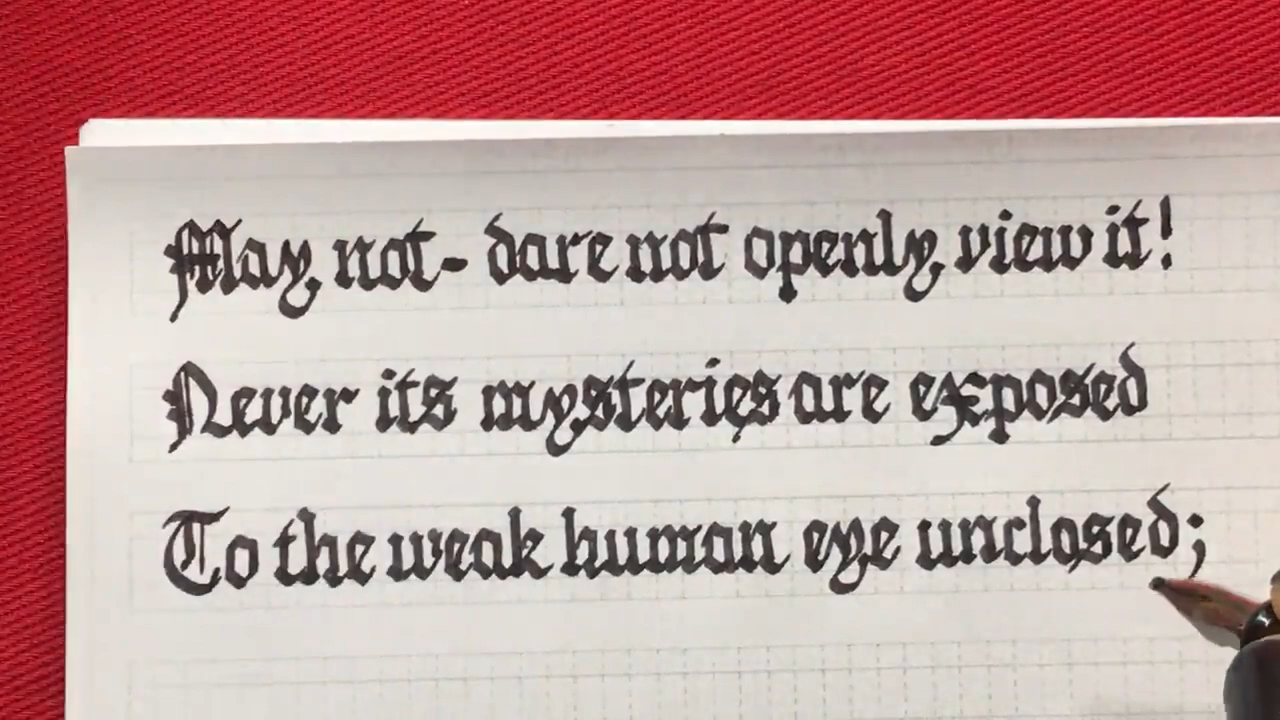 May not- dare not openly view it!
Never its mysteries are exposed
To the weak human eye unclosed;